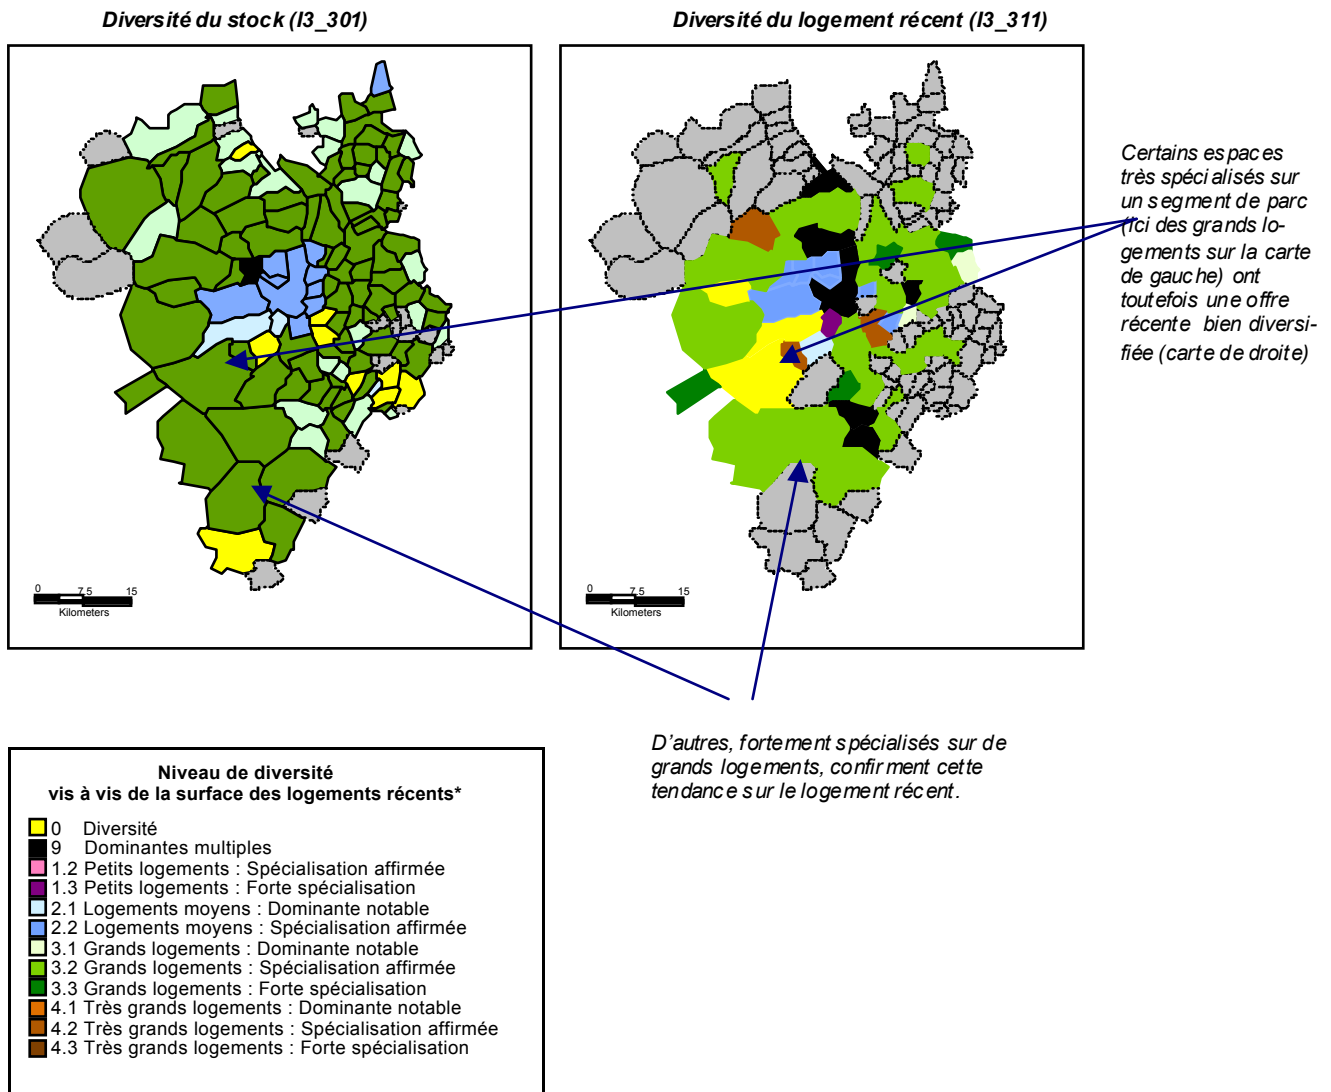 Diversité du stock (I3_301)
Diversité du logement récent (I3_311)
Certains espaces
très spécialisés sur
un segment de parc
(Ici des grands lo-
gements sur la carte
de gauche) ont
toutefois une offre
récente bien diversi-
fiée (carte de droite)
0 7,5 15
Kilometers
0 7,5 15
Kilometers
D'autres, fortement spécialisés sur de
grands logements, confirment cette
tendance sur le logement récent.
Niveau de diversité
vis à vis de la surface des logements récents*
0 Diversité
9 Dominantes multiples
1.2 Petits logements : Spécialisation affirmée
1.3 Petits logements : Forte spécialisation
2.1 Logements moyens : Dominante notable
2.2 Logements moyens : Spécialisation affirmée
3.1 Grands logements : Dominante notable
3.2 Grands logements : Spécialisation affirmée
3.3 Grands logements : Forte spécialisation
4.1 Très grands logements : Dominante notable
4.2 Très grands logements : Spécialisation affirmée
4.3 Très grands logements : Forte spécialisation